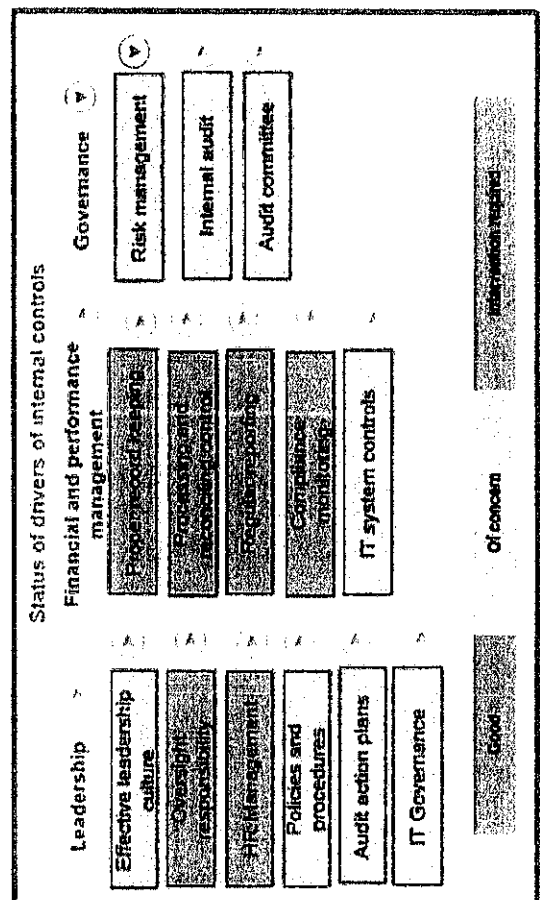 Status of drivers of internal controls
Leadership
Financial and performance
management
Governance
Effective leadership
culture
Oversight
responsibility
HR Management
Policies and
procedures
Audit action plans
IT Governance
Proper record keeping
Processing and
reconciling control
Regular reporting
Compliance
monitoring
IT system controls
Risk management
Internal audit
Audit committee
Good
Of concern
Intervention required